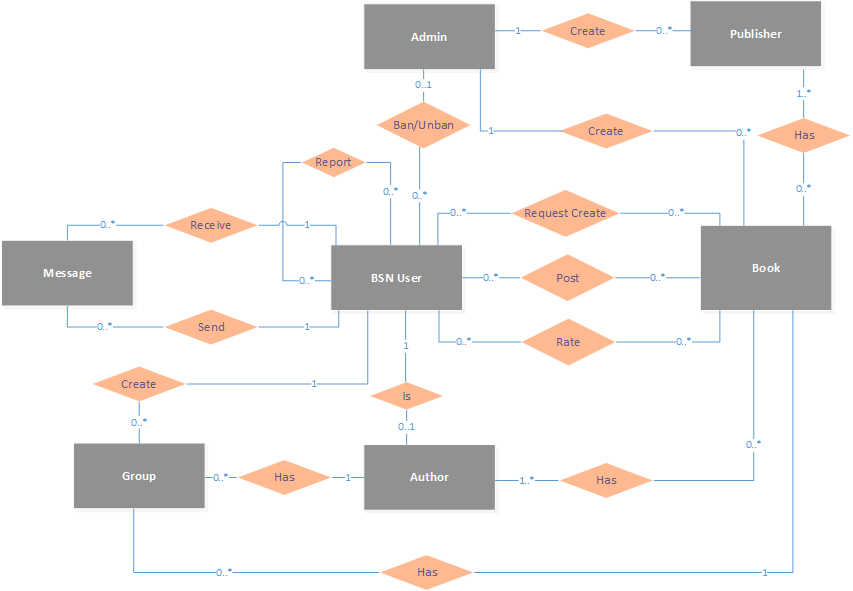 Admin
1
Create
0..*
Publisher
0..1
1..*
Ban/Unban
1
Create
0..*
Has
Report
0..*
0..*
0..*
0..*
Receive
1
0..*
Request Create
0..*
Message
BSN User
Book
0..*
0..*
Post
0..*
0..*
Send
1
0..*
Rate
0..*
1
Create
1
Is
0..*
0..1
0..*
Group
0..*
Has
1
Author
1..*
Has
0..*
Has
1